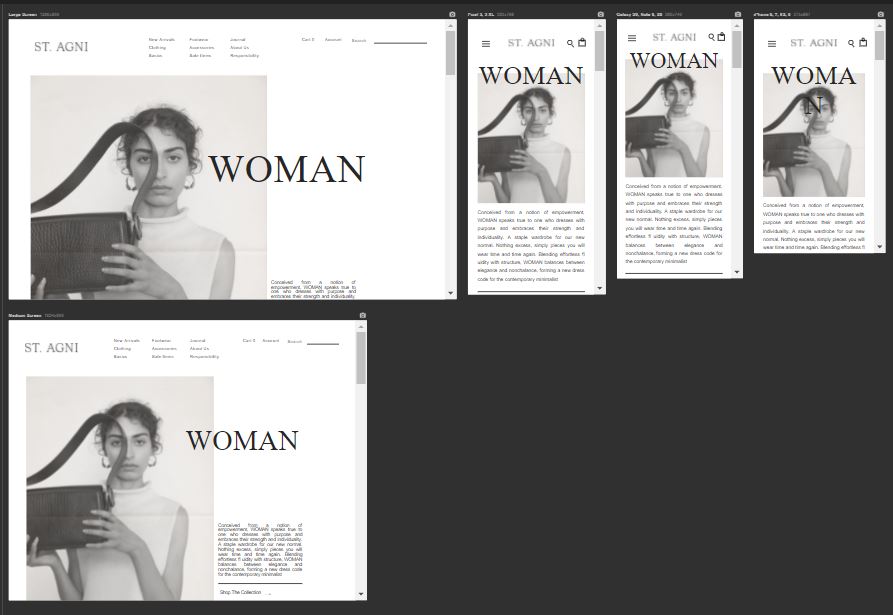 Large Screen 1280x800
ST. AGNI
New Arrivals Footwear Journal
Clothing Accessories About Us
Basics Sale Items Responsibility
Cart 0 Account Search
WOMAN
Conceived from a notion of
empowerment, WOMAN speaks true to
one who dresses with purpose and
embraces their strength and individuality.
Pixel 3, 3 XL
ST. AGNI
WOMAN
Conceived from a notion of empowerment,
WOMAN speaks true to one who dresses with
purpose and embraces their strength and
individuality. A staple wardrobe for our new
normal. Nothing excess, simply pieces you will
wear time and time again. Blending effortless fl
uidity with structure, WOMAN balances between
elegance and nonchalance, forming a new dress
code for the contemporary minimalist
Galaxy S9, Note 8, S8
ST. AGNI
WOMAN
Conceived from a notion of empowerment,
WOMAN speaks true to one who dresses
with purpose and embraces their strength
and individuality. A staple wardrobe for our
new normal. Nothing excess, simply pieces
you will wear time and time again. Blending
effortless fl uidity with structure, WOMAN
balances between elegance and
nonchalance, forming a new dress code for
the contemporary minimalist
ST. AGNI
WOMA
N
Conceived from a notion of empowerment,
WOMAN speaks true to one who dresses with
purpose and embraces their strength and
individuality. A staple wardrobe for our new
normal. Nothing excess, simply pieces you will
wear time and time again. Blending effortless fl
Medium Screen
ST. AGNI
New Arrivals Footwear Journal
Clothing Accessories About Us
Basics Sale Items Responsibility
Cart 0 Account Search
WOMAN
Conceived from a notion of
empowerment, WOMAN speaks true to
one who dresses with purpose and
embraces their strength and individuality.
A staple wardrobe for our new normal.
Nothing excess, simply pieces you will
wear time and time again. Blending
effortless fl uidity with structure, WOMAN
balances between elegance and
nonchalance, forming a new dress code
for the contemporary minimalist
Shop The Collection →